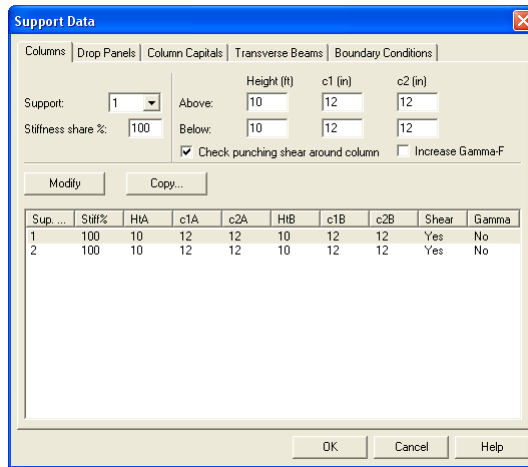 Support Data
Columns Drop Panels Column Capitals Transverse Beams Boundary Conditions
Height (ft) c1 (in) c2 (in)
Support: 1 Above: 10 12 12
Stiffness share %: 100 Below: 10 12 12
Check punching shear around column Increase Gamma-F
Modify Copy...
Sup. ... Stiff% HtA c1A c2A HtB c1B c2B Shear Gamma
1 100 10 12 12 10 12 12 Yes No
2 100 10 12 12 10 12 12 Yes No
OK Cancel Help